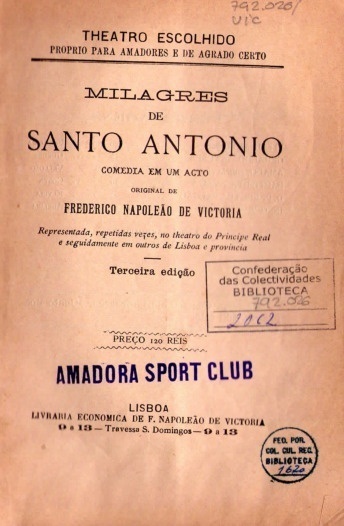 792.026/
VIC
THEATRO ESCOLHIDO
PROPRIO PARA AMADORES E DE AGRADO CERTO
MILAGRES
DE
SANTO ANTONIO
COMEDIA EM UM ACTO
ORIGINAL DE
FREDERICO NAPOLEÃO DE VICTORIA
Representada, repetidas vezes, no theatro do Principe Real
e seguidamente em outros de Lisboa e provincia
Terceira edição
Confederação
das Colectividades
BIBLIOTECA
792.026
2062
PREÇO 120 REIS
AMADORA SPORT CLUB
LISBOA
LIVRARIA ECONOMICA DE F. NAPOLEÃO DE VICTORIA
9 a 13 — Travessa S. Domingos — 9 a 13
FED. POR.
COL. CUL. REC.
BIBLIOTECA
1620